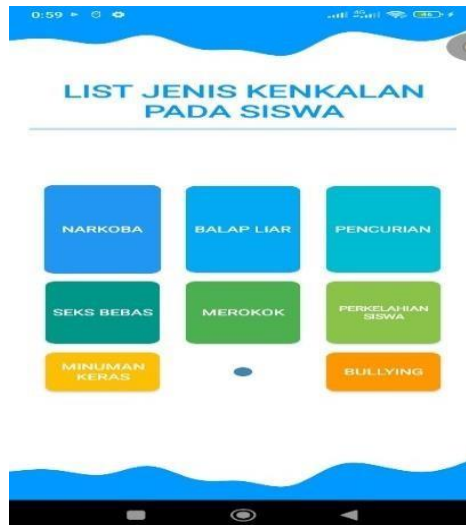 0:59
4G
LIST JENIS KENKALAN
PADA SISWA
NARKOBA
BALAP LIAR
PENCURIAN
SEKS BEBAS
MEROKOK
PERKELAHIAN
SISWA
MINUMAN
KERAS
BULLYING